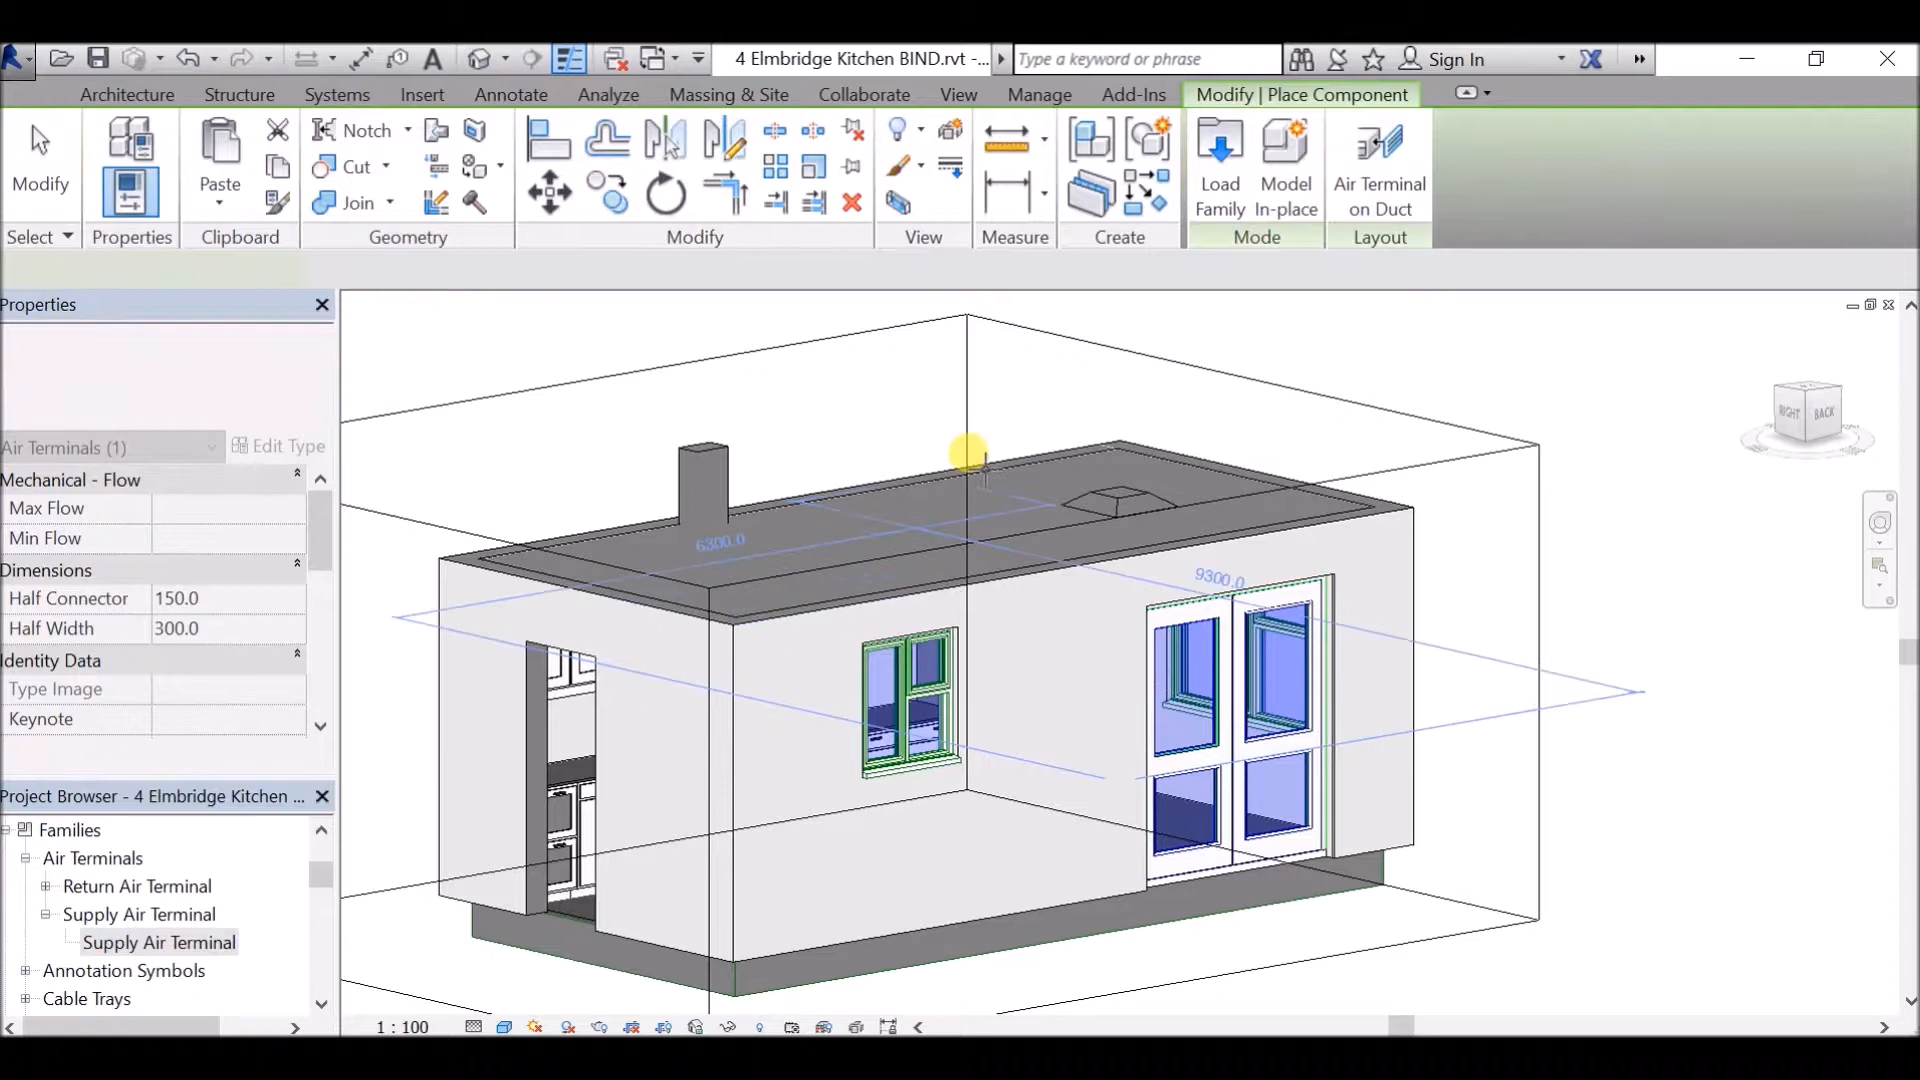 4 Elmbridge Kitchen BIND.rvt -...
Type a keyword or phrase
Sign In
Architecture Structure Systems Insert Annotate Analyze Massing & Site Collaborate View Manage Add-Ins Modify | Place Component
Modify
Select
Properties
Paste
Clipboard
Notch
Cut
Join
Geometry
Modify
View
Measure
Create
Load Family
Model In-place
Mode
Air Terminal on Duct
Layout
Properties
Air Terminals (1)
Edit Type
Mechanical - Flow
Max Flow
Min Flow
Dimensions
Half Connector 150.0
Half Width 300.0
Identity Data
Type Image
Keynote
Project Browser - 4 Elmbridge Kitchen ...
Families
Air Terminals
Return Air Terminal
Supply Air Terminal
Supply Air Terminal
Annotation Symbols
Cable Trays
6300.0
9300.0
RIGHT
BACK
1 : 100